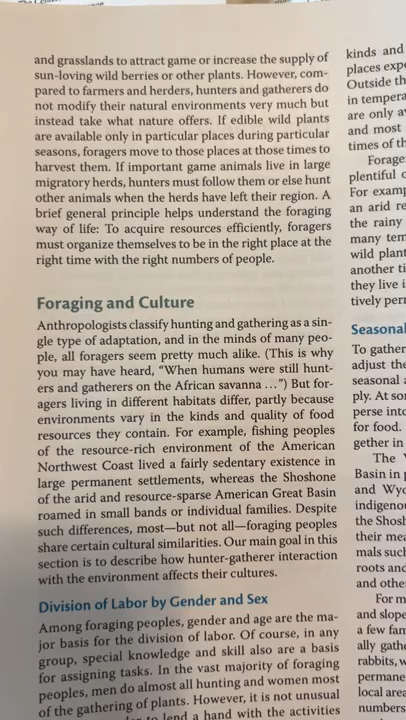 and grasslands to attract game or increase the supply of
sun-loving wild berries or other plants. However, com-
pared to farmers and herders, hunters and gatherers do
not modify their natural environments very much but
instead take what nature offers. If edible wild plants
are available only in particular places during particular
seasons, foragers move to those places at those times to
harvest them. If important game animals live in large
migratory herds, hunters must follow them or else hunt
other animals when the herds have left their region. A
brief general principle helps understand the foraging
way of life: To acquire resources efficiently, foragers
must organize themselves to be in the right place at the
right time with the right numbers of people.
Foraging and Culture
Anthropologists classify hunting and gathering as a sin-
gle type of adaptation, and in the minds of many peo-
ple, all foragers seem pretty much alike. (This is why
you may have heard, "When humans were still hunt-
ers and gatherers on the African savanna ...") But for-
agers living in different habitats differ, partly because
environments vary in the kinds and quality of food
resources they contain. For example, fishing peoples
of the resource-rich environment of the American
Northwest Coast lived a fairly sedentary existence in
large permanent settlements, whereas the Shoshone
of the arid and resource-sparse American Great Basin
roamed in small bands or individual families. Despite
such differences, most—but not all—foraging peoples
share certain cultural similarities. Our main goal in this
section is to describe how hunter-gatherer interaction
with the environment affects their cultures.
Division of Labor by Gender and Sex
Among foraging peoples, gender and age are the ma-
jor basis for the division of labor. Of course, in any
group, special knowledge and skill also are a basis
for assigning tasks. In the vast majority of foraging
peoples, men do almost all hunting and women most
of the gathering of plants. However, it is not unusual
to lend a hand with the activities
kinds and
places
Outside th
in tempera
are only
and most
times of th
Forage
plentiful
For examp
an arid re
the rainy
many tem
wild plant
another ti
they live i
tively perm
Seasonal
To gather
adjust the
seasonal
ply. At so
perse into
for food.
gether in
The
Basin in
and Wyo
indigenou
the Shosh
their mea
mals such
roots and
and othe
For m
and slope
a few fam
ally gathe
rabbits, w
permane
local area
numbers